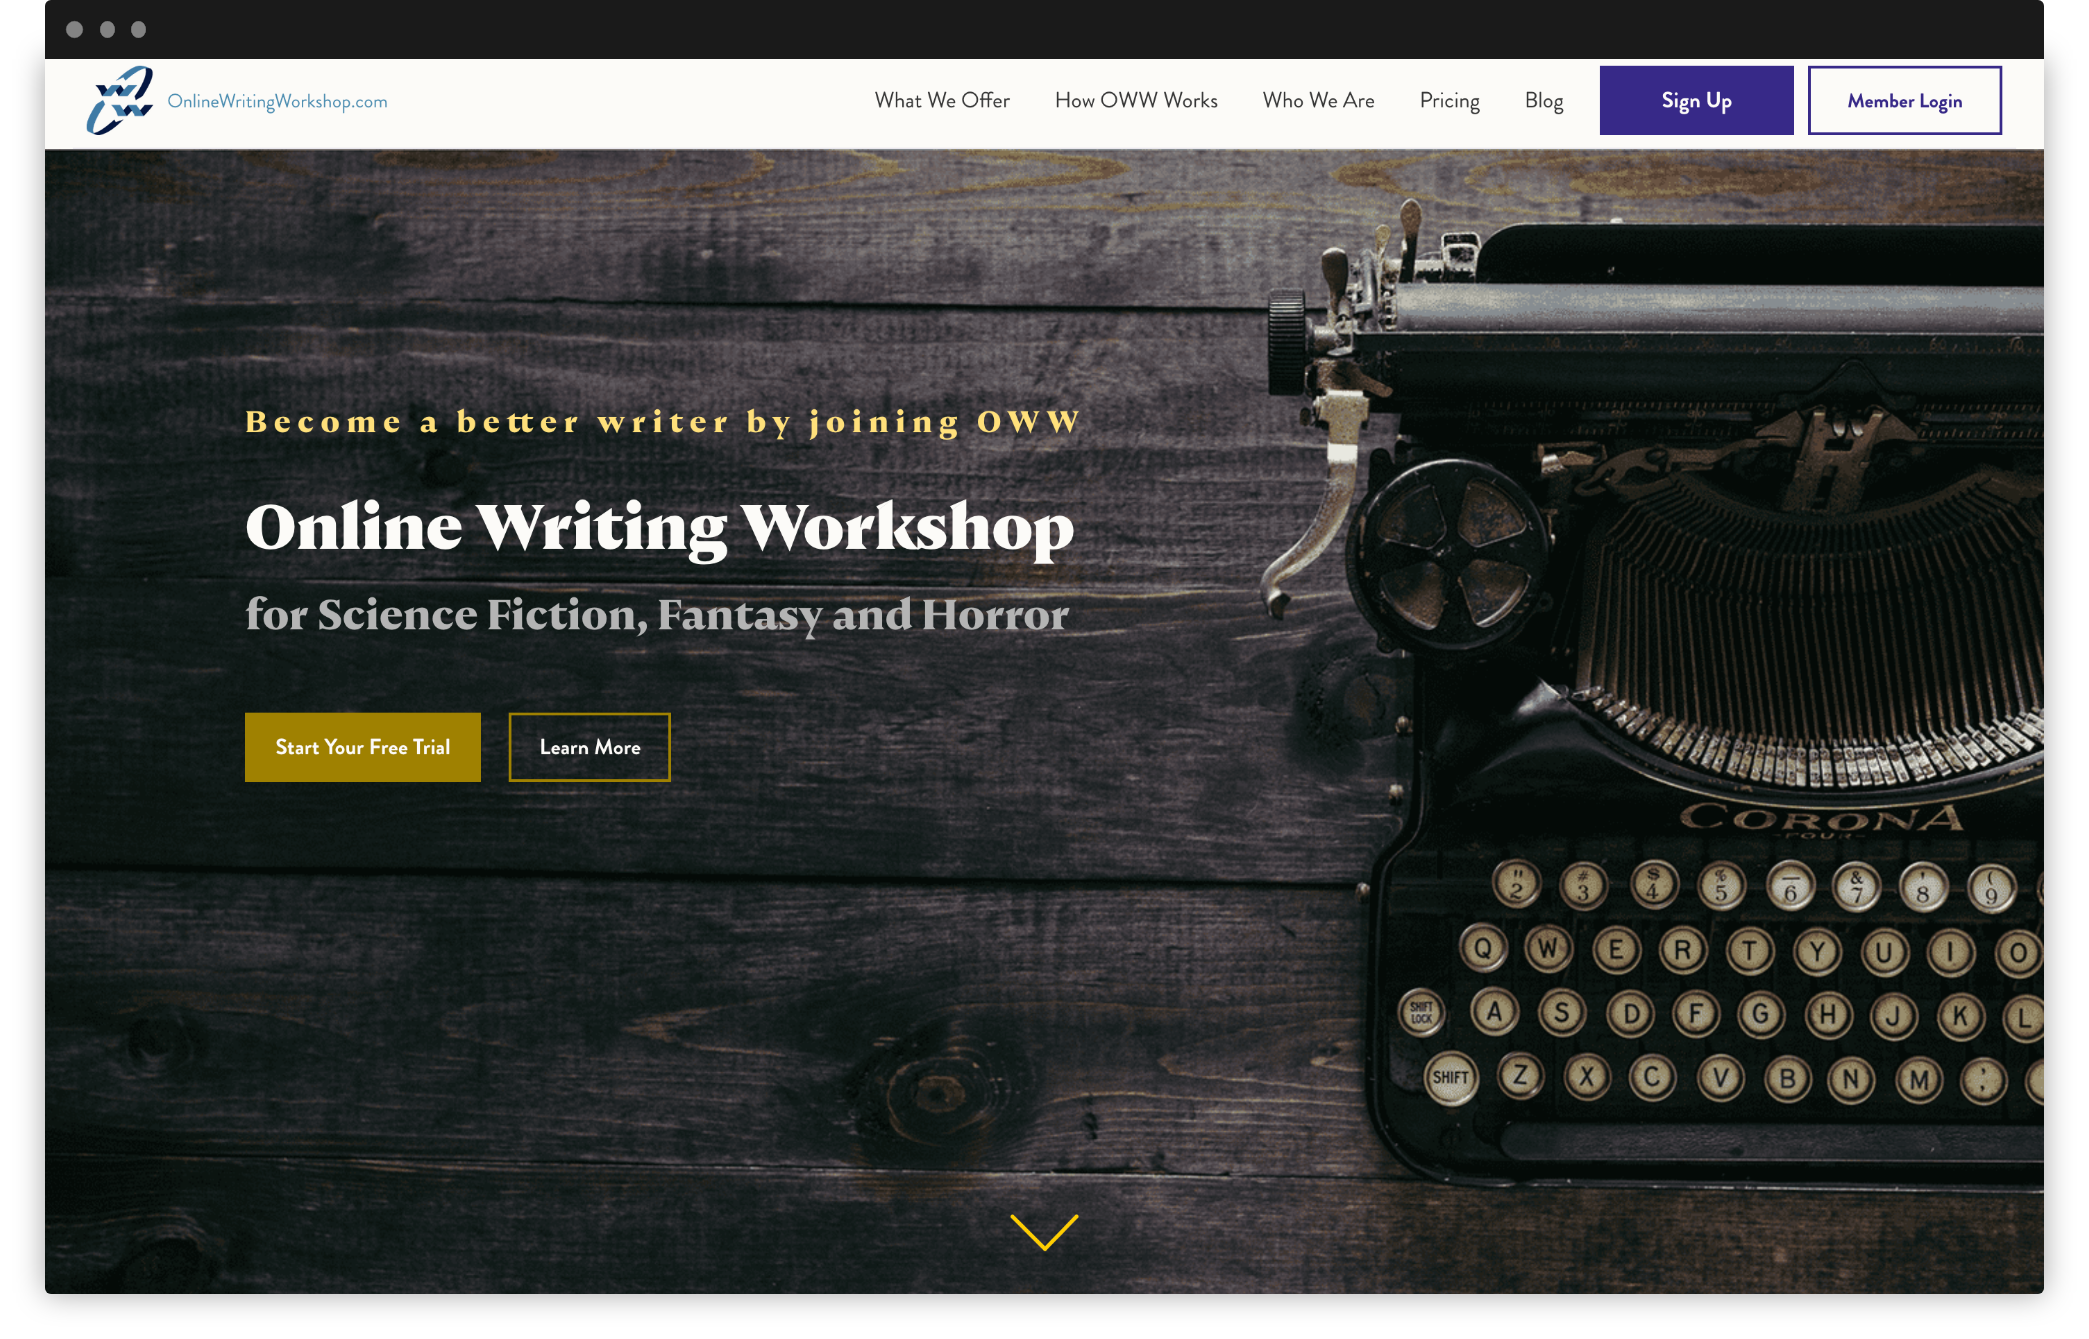 OnlineWritingWorkshop.com
What We Offer How OWW Works Who We Are Pricing Blog Sign Up Member Login
Become a better writer by joining OWW
Online Writing Workshop
for Science Fiction, Fantasy and Horror
Start Your Free Trial Learn More
CORONA
FOUR
" # $ % — & ' (
2 3 4 5 6 7 8 9
Q W E R T Y U I O
SHIFT LOCK A S D F G H J K L
SHIFT Z X C V B N M